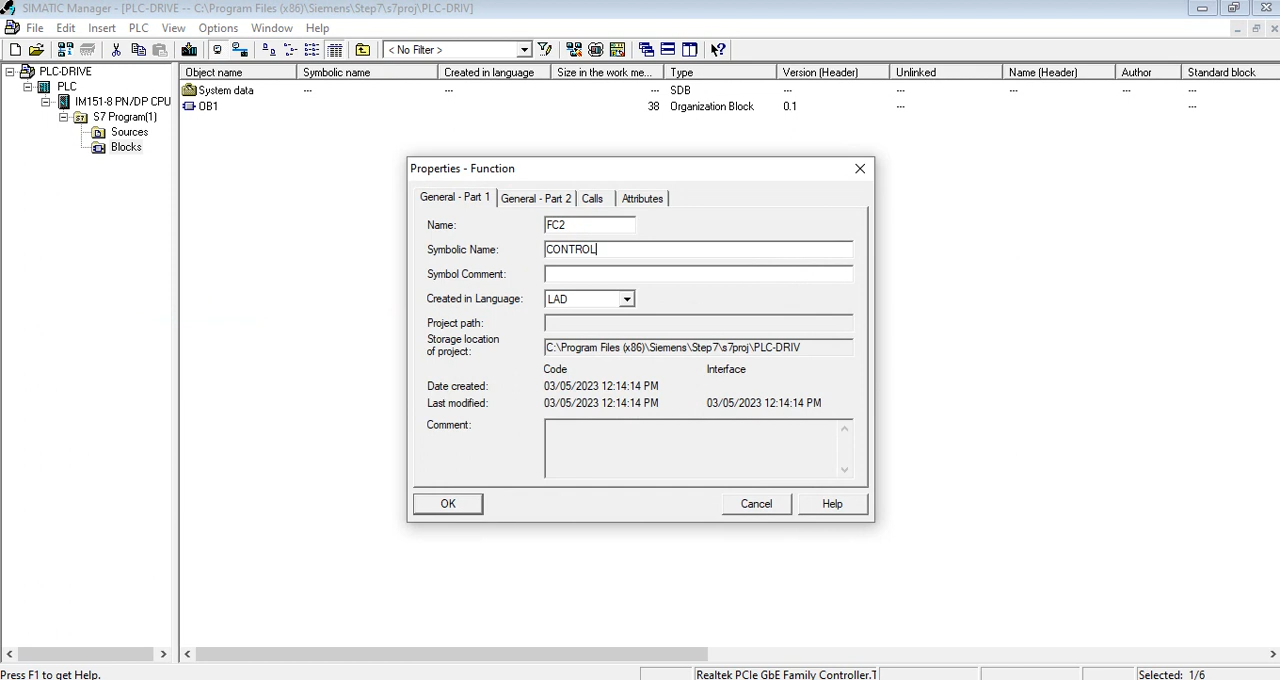 SIMATIC Manager - [PLC-DRIVE -- C:\Program Files (x86)\Siemens\Step7\s7proj\PLC-DRIV]
File Edit Insert PLC View Options Window Help
< No Filter >
PLC-DRIVE
PLC
IM151-8 PN/DP CPU
S7 Program(1)
Sources
Blocks
Object name Symbolic name Created in language Size in the work me... Type Version (Header) Unlinked Name (Header) Author Standard block
System data --- --- --- SDB --- --- --- ---
OB1 38 Organization Block 0.1 --- ---
Properties - Function
General - Part 1 General - Part 2 Calls Attributes
Name: FC2
Symbolic Name: CONTROL
Symbol Comment:
Created in Language: LAD
Project path:
Storage location
of project: C:\Program Files (x86)\Siemens\Step7\s7proj\PLC-DRIV
Code Interface
Date created: 03/05/2023 12:14:14 PM
Last modified: 03/05/2023 12:14:14 PM 03/05/2023 12:14:14 PM
Comment:
OK Cancel Help
Press F1 to get Help. Realtek PCIe GbE Family Controller.T Selected: 1/6